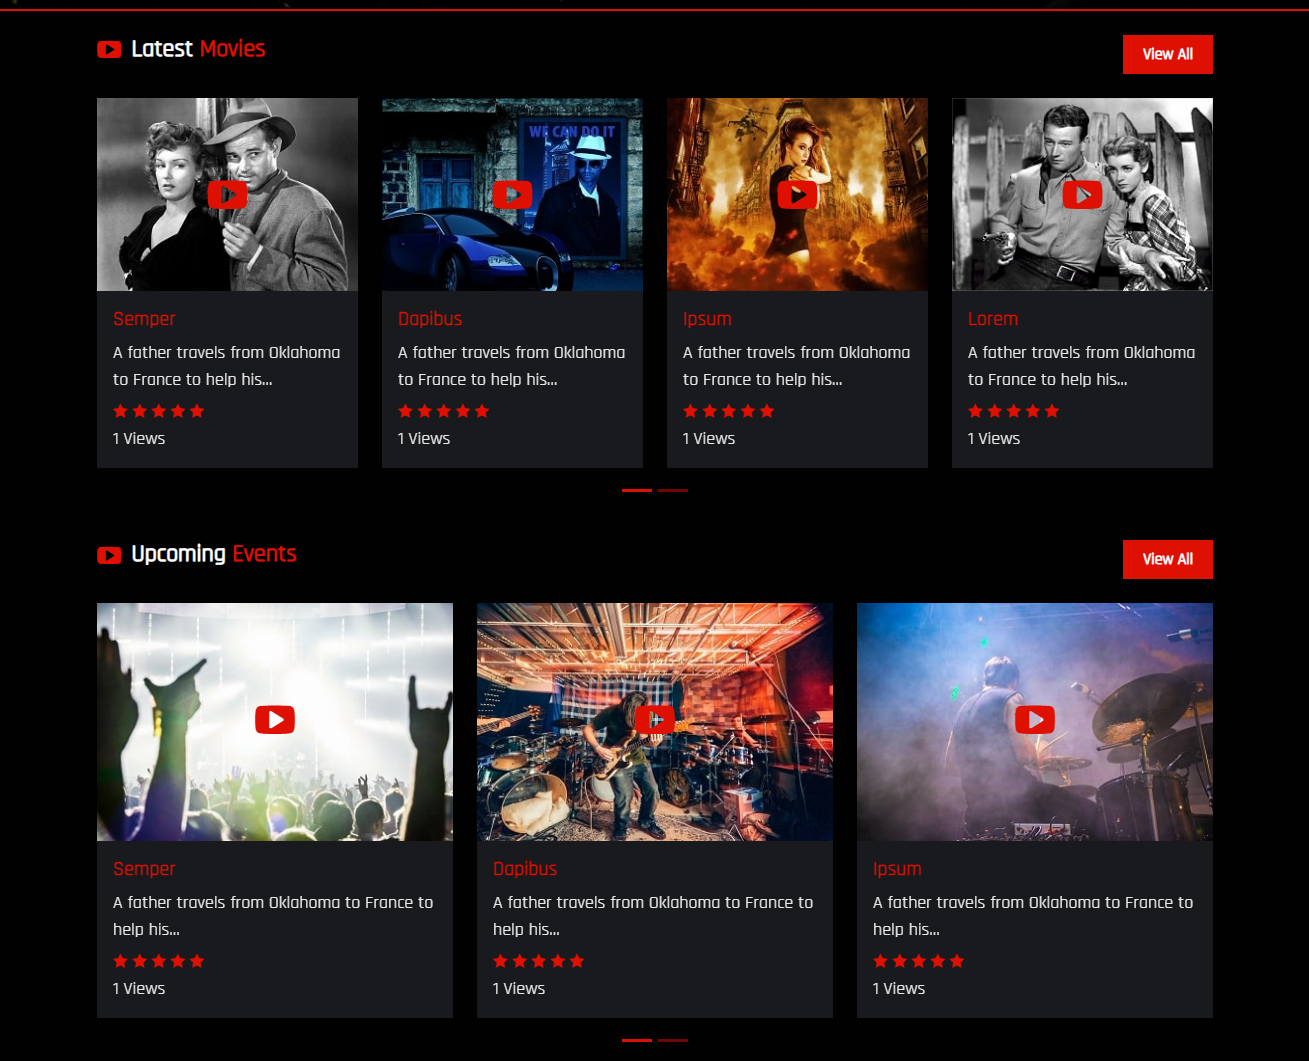 Latest Movies
View All
WE CAN DO IT
Semper
A father travels from Oklahoma
to France to help his...
1 Views
Dapibus
A father travels from Oklahoma
to France to help his...
1 Views
Ipsum
A father travels from Oklahoma
to France to help his...
1 Views
Lorem
A father travels from Oklahoma
to France to help his...
1 Views
Upcoming Events
View All
Semper
A father travels from Oklahoma to France to
help his...
1 Views
Dapibus
A father travels from Oklahoma to France to
help his...
1 Views
Ipsum
A father travels from Oklahoma to France to
help his...
1 Views